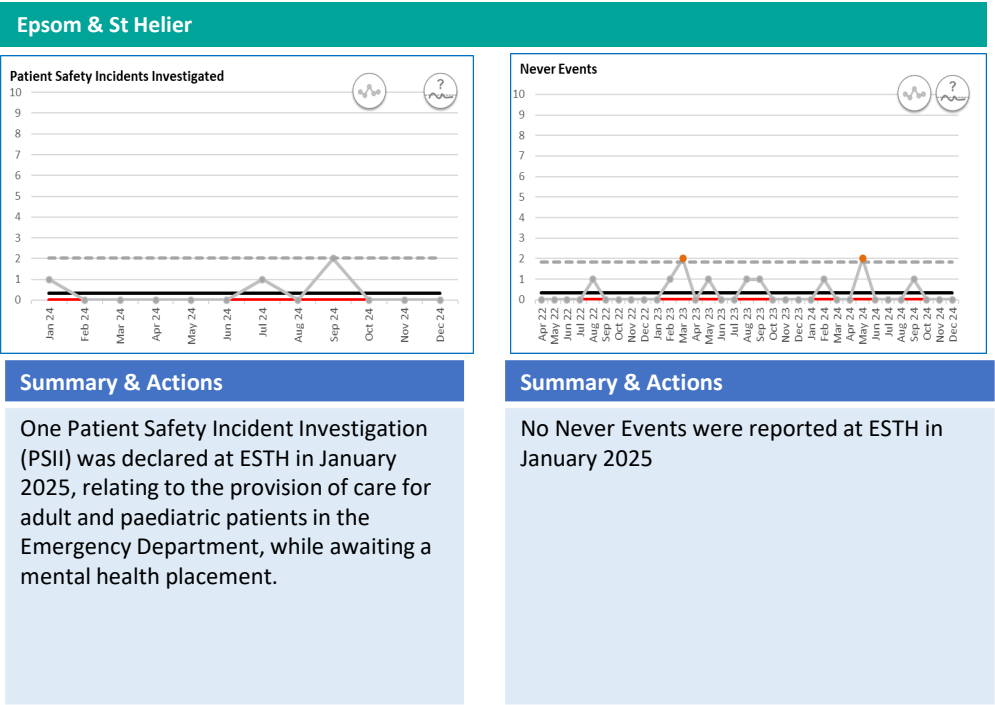 Epsom & St Helier
Patient Safety Incidents Investigated
?
10
9
8
7
6
5
4
3
2
1
0
Jan 24
Feb 24
Mar 24
Apr 24
May 24
Jun 24
Jul 24
Aug 24
Sep 24
Oct 24
Nov 24
Dec 24
Never Events
?
10
9
8
7
6
5
4
3
2
1
0
Apr 22
May 22
Jun 22
Jul 22
Aug 22
Sep 22
Oct 22
Nov 22
Dec 22
Jan 23
Feb 23
Mar 23
Apr 23
May 23
Jun 23
Jul 23
Aug 23
Sep 23
Oct 23
Nov 23
Dec 23
Jan 24
Feb 24
Mar 24
Apr 24
May 24
Jun 24
Jul 24
Aug 24
Sep 24
Oct 24
Nov 24
Dec 24
Summary & Actions
One Patient Safety Incident Investigation
(PSII) was declared at ESTH in January
2025, relating to the provision of care for
adult and paediatric patients in the
Emergency Department, while awaiting a
mental health placement.
Summary & Actions
No Never Events were reported at ESTH in
January 2025